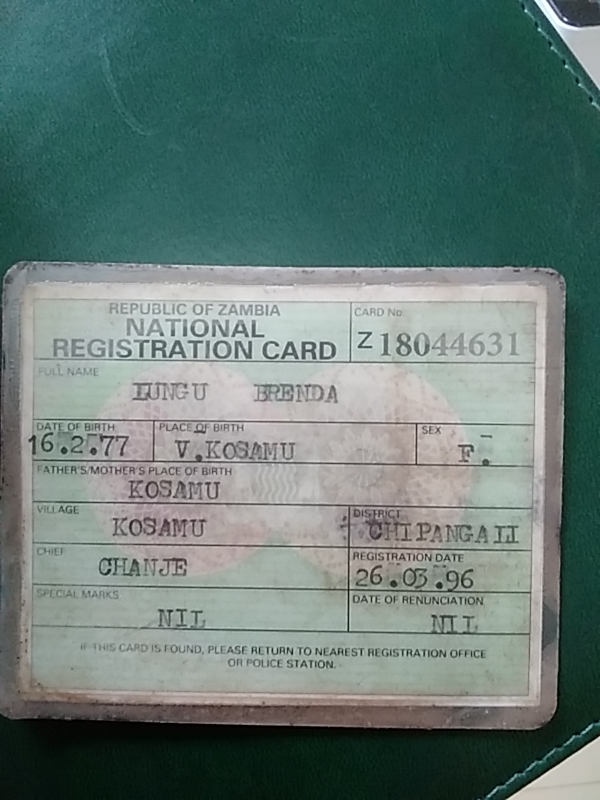 REPUBLIC OF ZAMBIA
NATIONAL
REGISTRATION CARD
CARD No
Z 18044631
FULL NAME
LUNGU BRENDA
DATE OF BIRTH
16.2.77
PLACE OF BIRTH
V.KOSAMU
SEX
F.
FATHER'S/MOTHER'S PLACE OF BIRTH
KOSAMU
VILLAGE
KOSAMU
DISTRICT
CHIPANGALI
CHIEF
CHANJE
REGISTRATION DATE
26.03.96
SPECIAL MARKS
NIL
DATE OF RENUNCIATION
NIL
IF THIS CARD IS FOUND, PLEASE RETURN TO NEAREST REGISTRATION OFFICE
OR POLICE STATION.